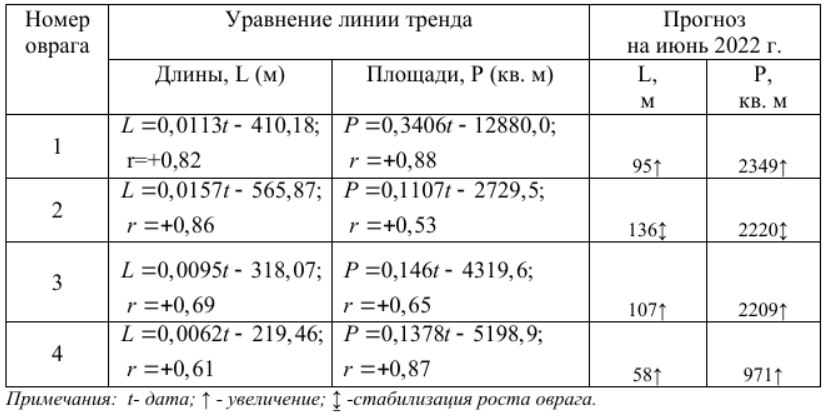 Номер оврага Уравнение линии тренда Прогноз на июнь 2022 г.
Длины, L (м) Площади, P (кв. м) L, м P, кв. м
1 L =0,0113t - 410,18; P =0,3406t - 12880,0;
r=+0,82 r =+0,88 95↑ 2349↑
2 L =0,0157t - 565,87; P =0,1107t - 2729,5;
r =+0,86 r =+0,53 136↕ 2220↕
3 L =0,0095t - 318,07; P =0,146t - 4319,6;
r =+0,69 r =+0,65 107↑ 2209↑
4 L =0,0062t - 219,46; P =0,1378t - 5198,9;
r =+0,61 r =+0,87 58↑ 971↑
Примечания: t- дата; ↑ - увеличение; ↕ -стабилизация роста оврага.